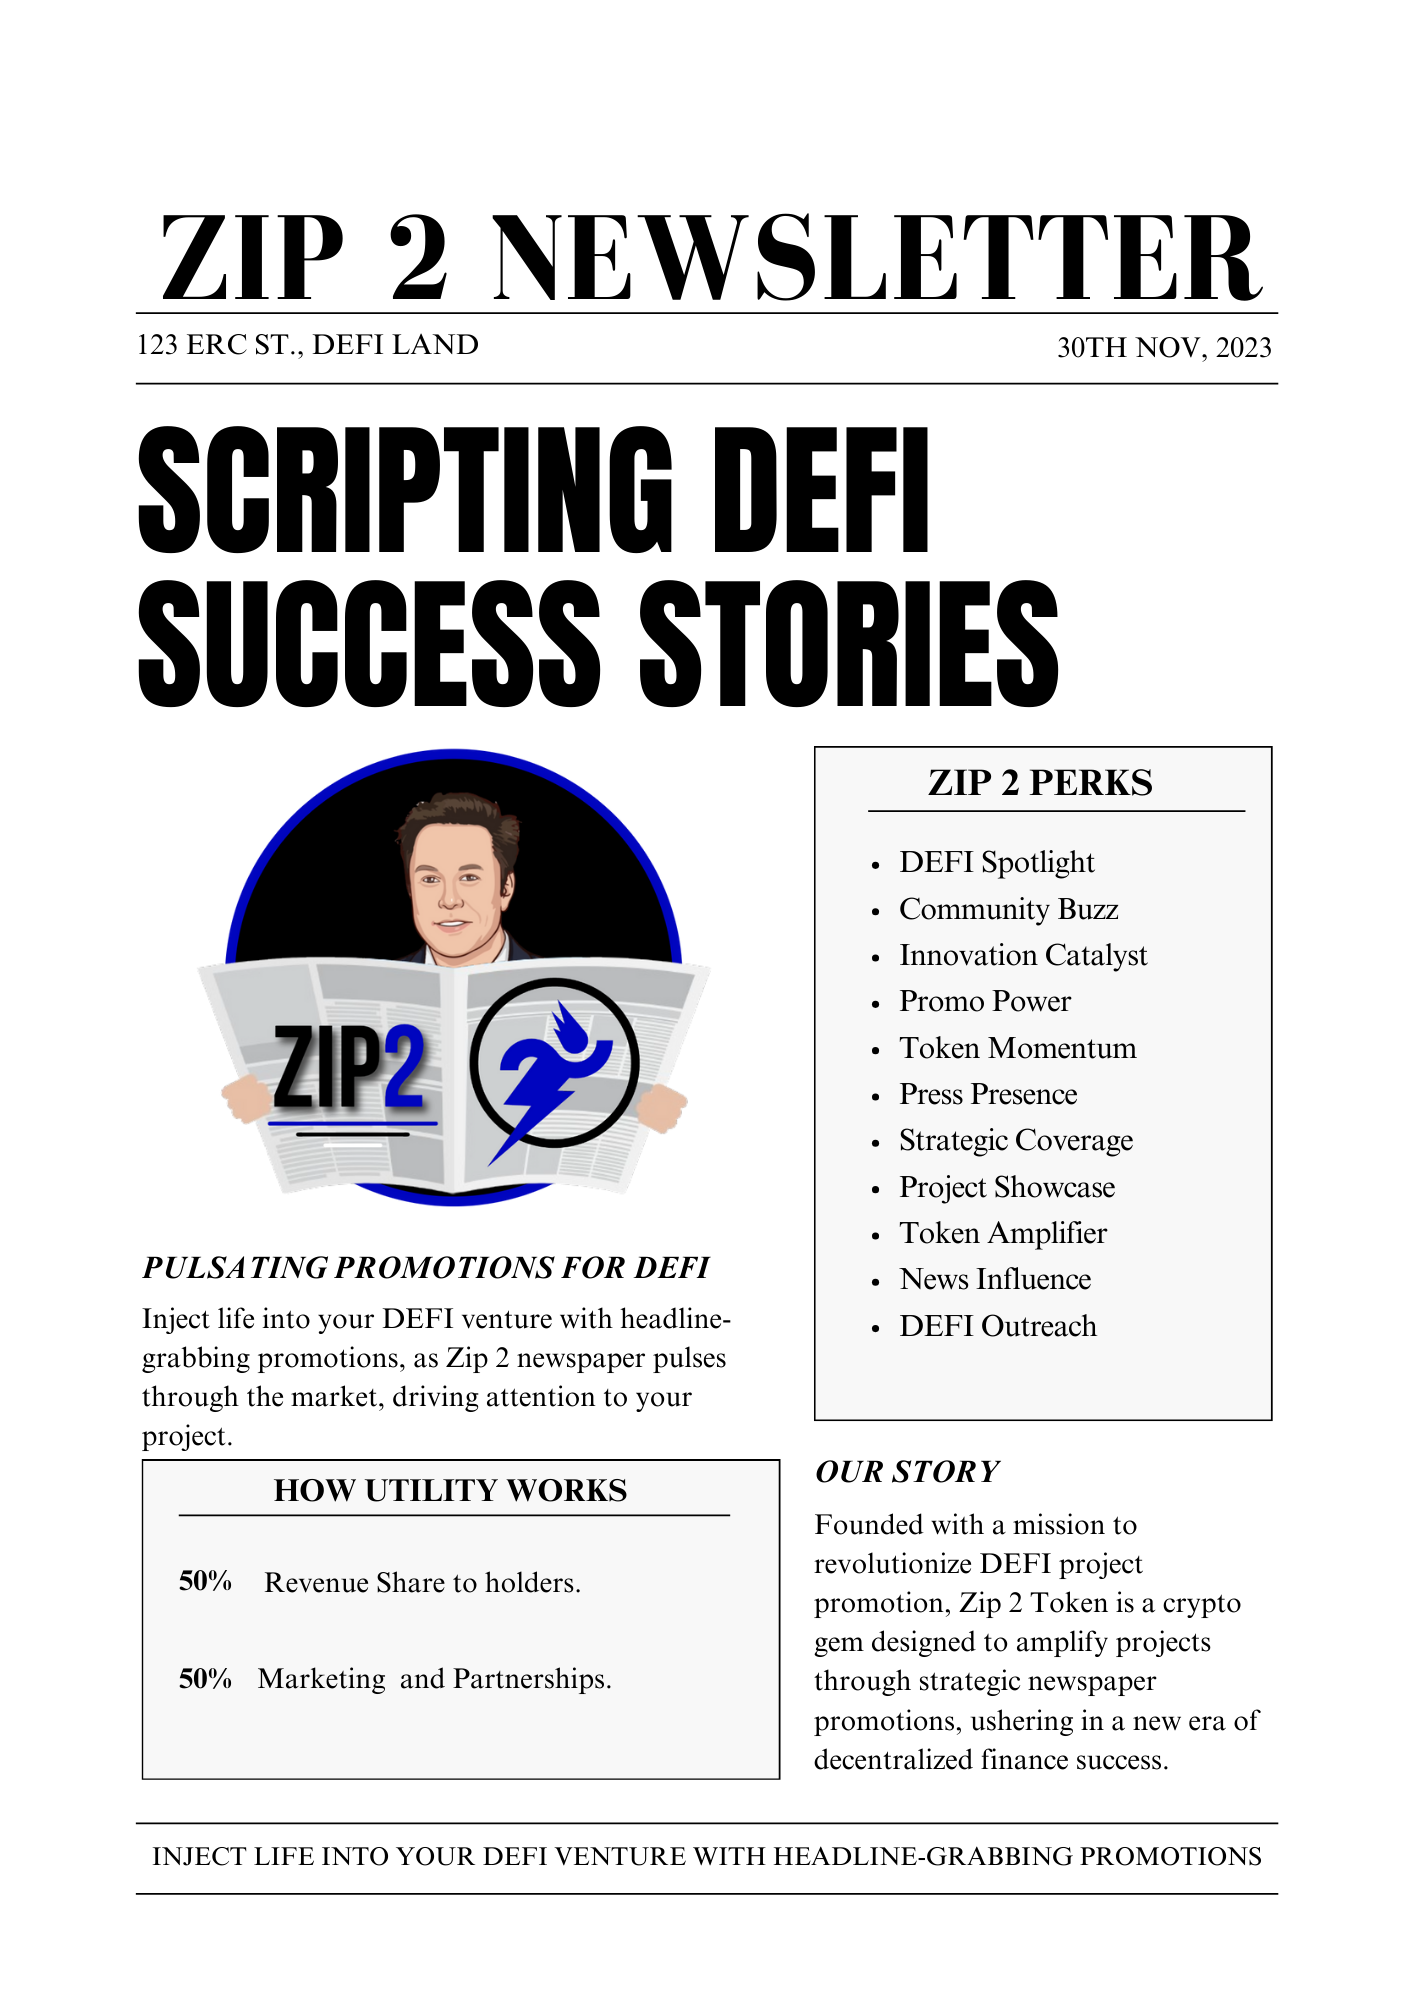 ZIP 2 NEWSLETTER
123 ERC ST., DEFI LAND
30TH NOV, 2023
SCRIPTING DEFI
SUCCESS STORIES
ZIP2
PULSATING PROMOTIONS FOR DEFI
Inject life into your DEFI venture with headline-
grabbing promotions, as Zip 2 newspaper pulses
through the market, driving attention to your
project.
HOW UTILITY WORKS
50% Revenue Share to holders.
50% Marketing  and Partnerships.
ZIP 2 PERKS
• DEFI Spotlight
• Community Buzz
• Innovation Catalyst
• Promo Power
• Token Momentum
• Press Presence
• Strategic Coverage
• Project Showcase
• Token Amplifier
• News Influence
• DEFI Outreach
OUR STORY
Founded with a mission to
revolutionize DEFI project
promotion, Zip 2 Token is a crypto
gem designed to amplify projects
through strategic newspaper
promotions, ushering in a new era of
decentralized finance success.
INJECT LIFE INTO YOUR DEFI VENTURE WITH HEADLINE-GRABBING PROMOTIONS